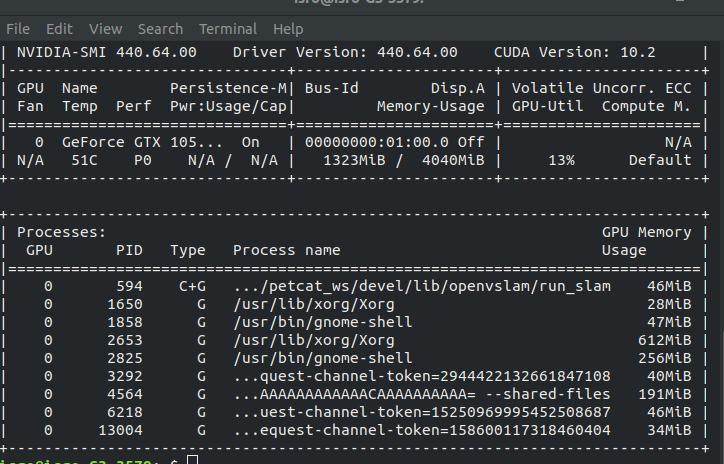 File Edit View Search Terminal Help
| NVIDIA-SMI 440.64.00    Driver Version: 440.64.00    CUDA Version: 10.2     |
|-------------------------------+----------------------+----------------------+
| GPU  Name        Persistence-M| Bus-Id        Disp.A | Volatile Uncorr. ECC |
| Fan  Temp  Perf  Pwr:Usage/Cap|         Memory-Usage | GPU-Util  Compute M. |
|===============================+======================+======================|
|   0  GeForce GTX 105...  On   | 00000000:01:00.0 Off |                  N/A |
| N/A   51C    P0    N/A /  N/A |   1323MiB /  4040MiB |     13%      Default |
+-------------------------------+----------------------+----------------------+
+-----------------------------------------------------------------------------+
| Processes:                                                       GPU Memory |
|  GPU       PID   Type   Process name                             Usage      |
|=============================================================================|
|    0       594    C+G   .../petcat_ws/devel/lib/openvslam/run_slam    46MiB |
|    0      1650      G   /usr/lib/xorg/Xorg                            28MiB |
|    0      1858      G   /usr/bin/gnome-shell                          47MiB |
|    0      2653      G   /usr/lib/xorg/Xorg                           612MiB |
|    0      2825      G   /usr/bin/gnome-shell                         256MiB |
|    0      3292      G   ...quest-channel-token=2944422132661847108    40MiB |
|    0      4564      G   ...AAAAAAAAAAAACAAAAAAAAAA= --shared-files   191MiB |
|    0      6218      G   ...uest-channel-token=15250969995452508687    46MiB |
|    0     13004      G   ...equest-channel-token=158600117318460404    34MiB |
+-----------------------------------------------------------------------------+